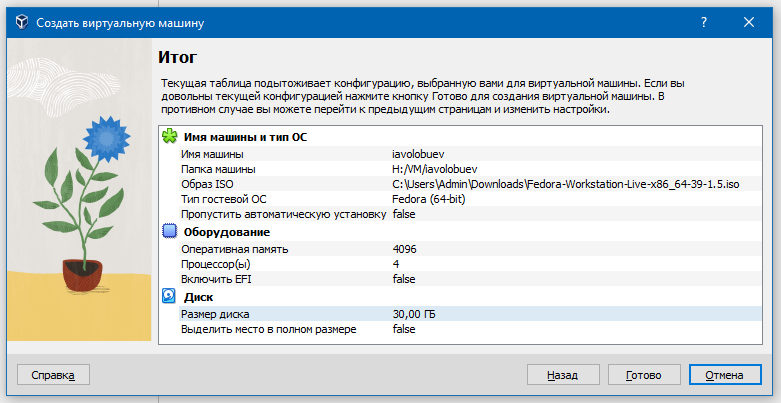 Создать виртуальную машину
Итог
Текущая таблица подытоживает конфигурацию, выбранную вами для виртуальной машины. Если вы
довольны текущей конфигурацией нажмите кнопку Готово для создания виртуальной машины. В
противном случае вы можете перейти к предыдущим страницам и изменить настройки.
Имя машины и тип ОС
Имя машины iavolobuev
Папка машины H:/VM/iavolobuev
Образ ISO C:\Users\Admin\Downloads\Fedora-Workstation-Live-x86_64-39-1.5.iso
Тип гостевой ОС Fedora (64-bit)
Пропустить автоматическую установку false
Оборудование
Оперативная память 4096
Процессор(ы) 4
Включить EFI false
Диск
Размер диска 30,00 ГБ
Выделить место в полном размере false
Справка Назад Готово Отмена